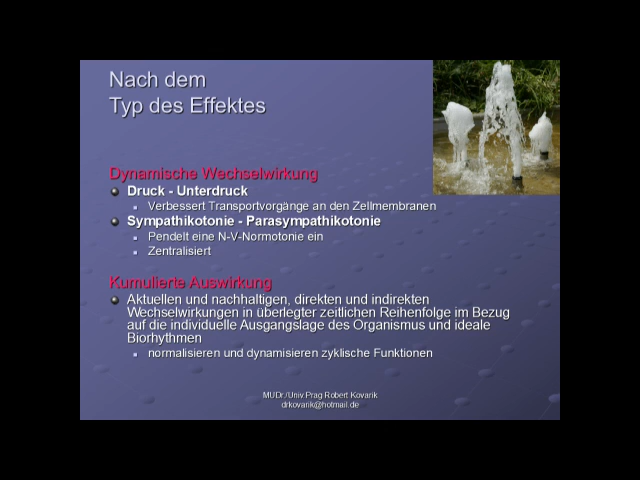 Nach dem
Typ des Effektes
Dynamische Wechselwirkung
Druck - Unterdruck
Verbessert Transportvorgänge an den Zellmembranen
Sympathikotonie - Parasympathikotonie
Pendelt eine N-V-Normotonie ein
Zentralisiert
Kumulierte Auswirkung
Aktuellen und nachhaltigen, direkten und indirekten
Wechselwirkungen in überlegter zeitlichen Reihenfolge im Bezug
auf die individuelle Ausgangslage des Organismus und ideale
Biorhythmen
normalisieren und dynamisieren zyklische Funktionen
MUDr./Univ.Prag Robert Kovarik
drkovarik@hotmail.de